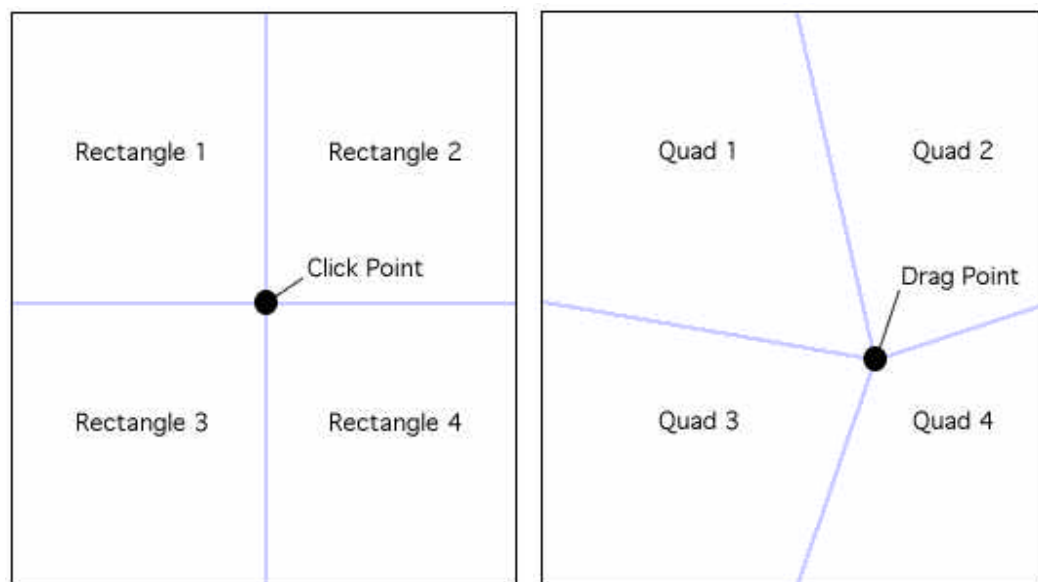 Rectangle 1
Rectangle 2
Click Point
Rectangle 3
Rectangle 4
Quad 1
Quad 2
Drag Point
Quad 3
Quad 4